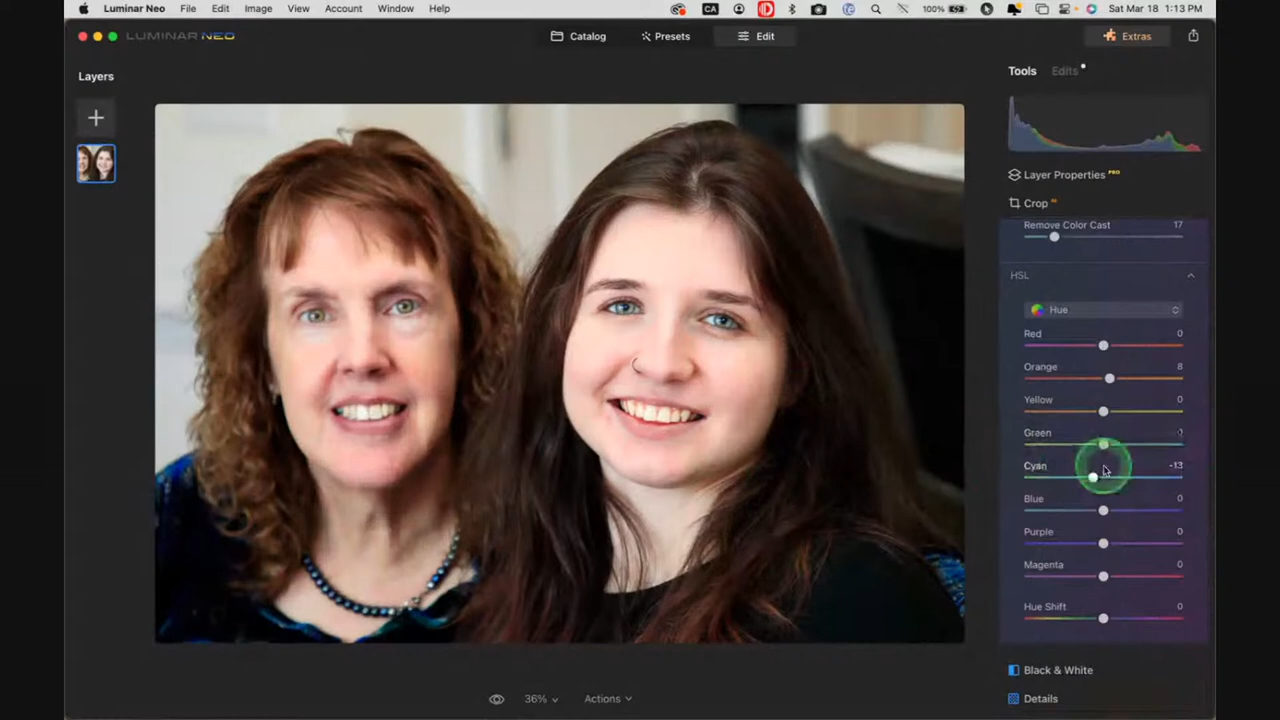 Luminar Neo File Edit Image View Account Window Help CA 100% Sat Mar 18 1:13 PM
LUMINAR NEO Catalog Presets Edit Extras
Layers
Tools Edits
Layer Properties PRO
Crop
Remove Color Cast 17
HSL
Hue
Red 0
Orange 8
Yellow 0
Green 0
Cyan -13
Blue 0
Purple 0
Magenta 0
Hue Shift 0
Black & White
Details
36% Actions